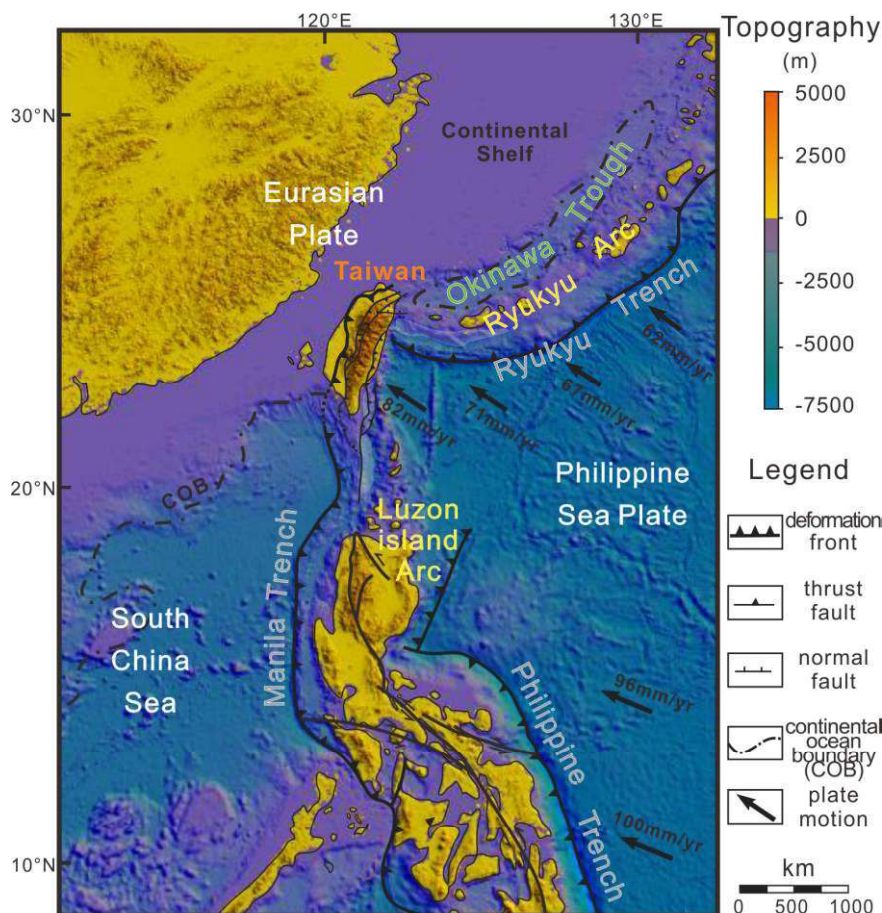 120°E
130°E
30°N
20°N
10°N
Continental
Shelf
Eurasian
Plate
Taiwan
Okinawa Trough
Ryukyu Arc
Ryukyu Trench
62mm/yr
67mm/yr
71mm/yr
82mm/yr
COB
Philippine
Sea Plate
Luzon
island
Arc
Manila Trench
South
China
Sea
Philippine Trench
96mm/yr
100mm/yr
Topography
(m)
5000
2500
0
-2500
-5000
-7500
Legend
deformation
front
thrust
fault
normal
fault
continental
ocean
boundary
(COB)
plate
motion
km
0 500 1000